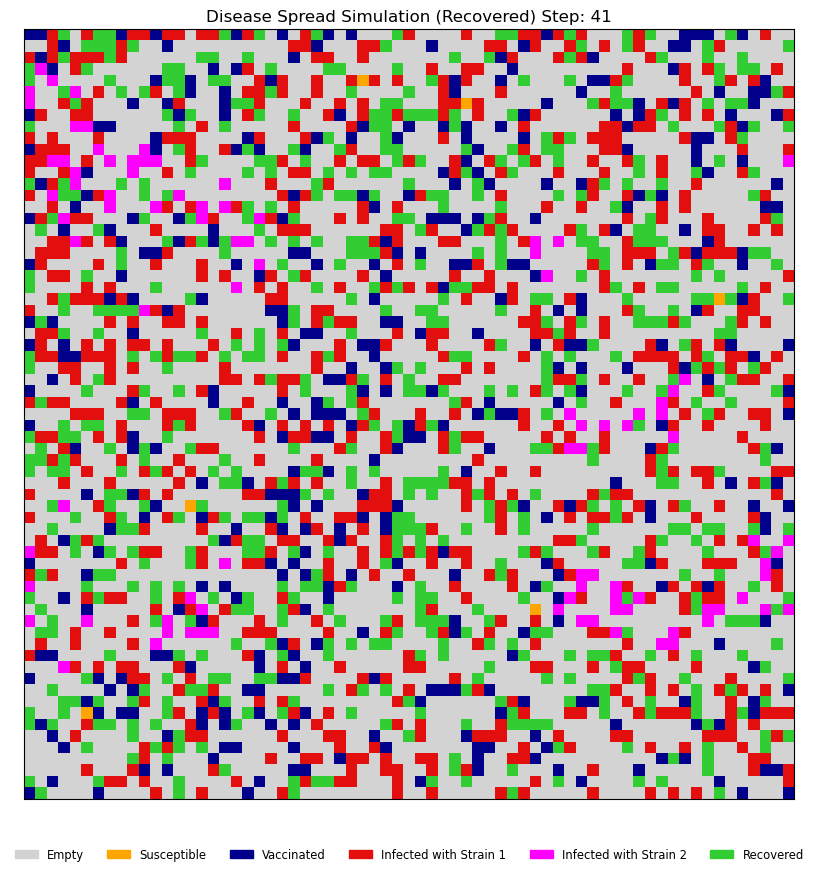 Disease Spread Simulation (Recovered) Step: 41
Empty
Susceptible
Vaccinated
Infected with Strain 1
Infected with Strain 2
Recovered